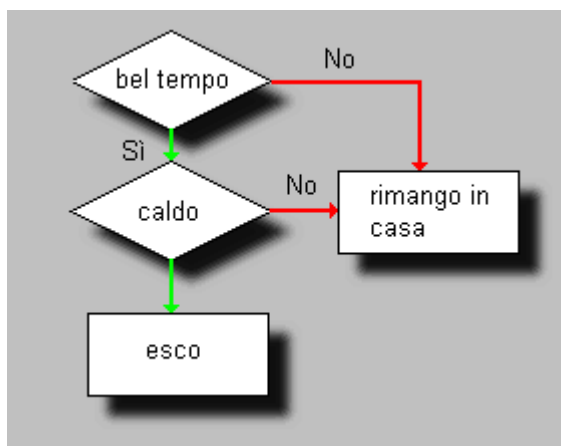 bel tempo
No
Sì
caldo
No
rimango in
casa
esco